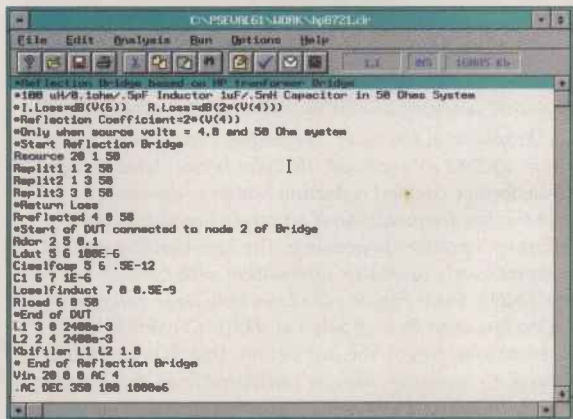 C:\PSEVAL61\WORK\hp8721.cir
File Edit Analysis Run Options Help
1,1 INS
*Reflection Bridge based on HP tranformer Bridge
*100 uH/0.1ohm/.5pF Inductor 1uF/.5nH Capacitor in 50 Ohms System
*I.Loss=dB(V(6)) R.Loss=dB(2*(V(4)))
*Reflection Coefficient=2*(V(4))
*Only when source volts = 4.0 and 50 Ohm system
*Start Reflection Bridge
Rsource 20 1 50
Rsplit1 1 2 50
Rsplit2 1 3 50
Rsplit3 3 0 50
*Return Loss
Rreflected 4 0 50
*Start of DUT connected to node 2 of Bridge
Rdcr 2 5 0.1
Ldut 5 6 100E-6
Ciselfcap 5 6 .5E-12
C1 6 7 1E-6
Lcselfinduct 7 0 0.5E-9
Rload 6 0 50
*End of DUT
L1 3 0 2400e-3
L2 2 4 2400e-3
Kbifilar L1 L2 1.0
* End of Reflection Bridge
Vin 20 0 0 AC 4
.AC DEC 350 100 1000e6